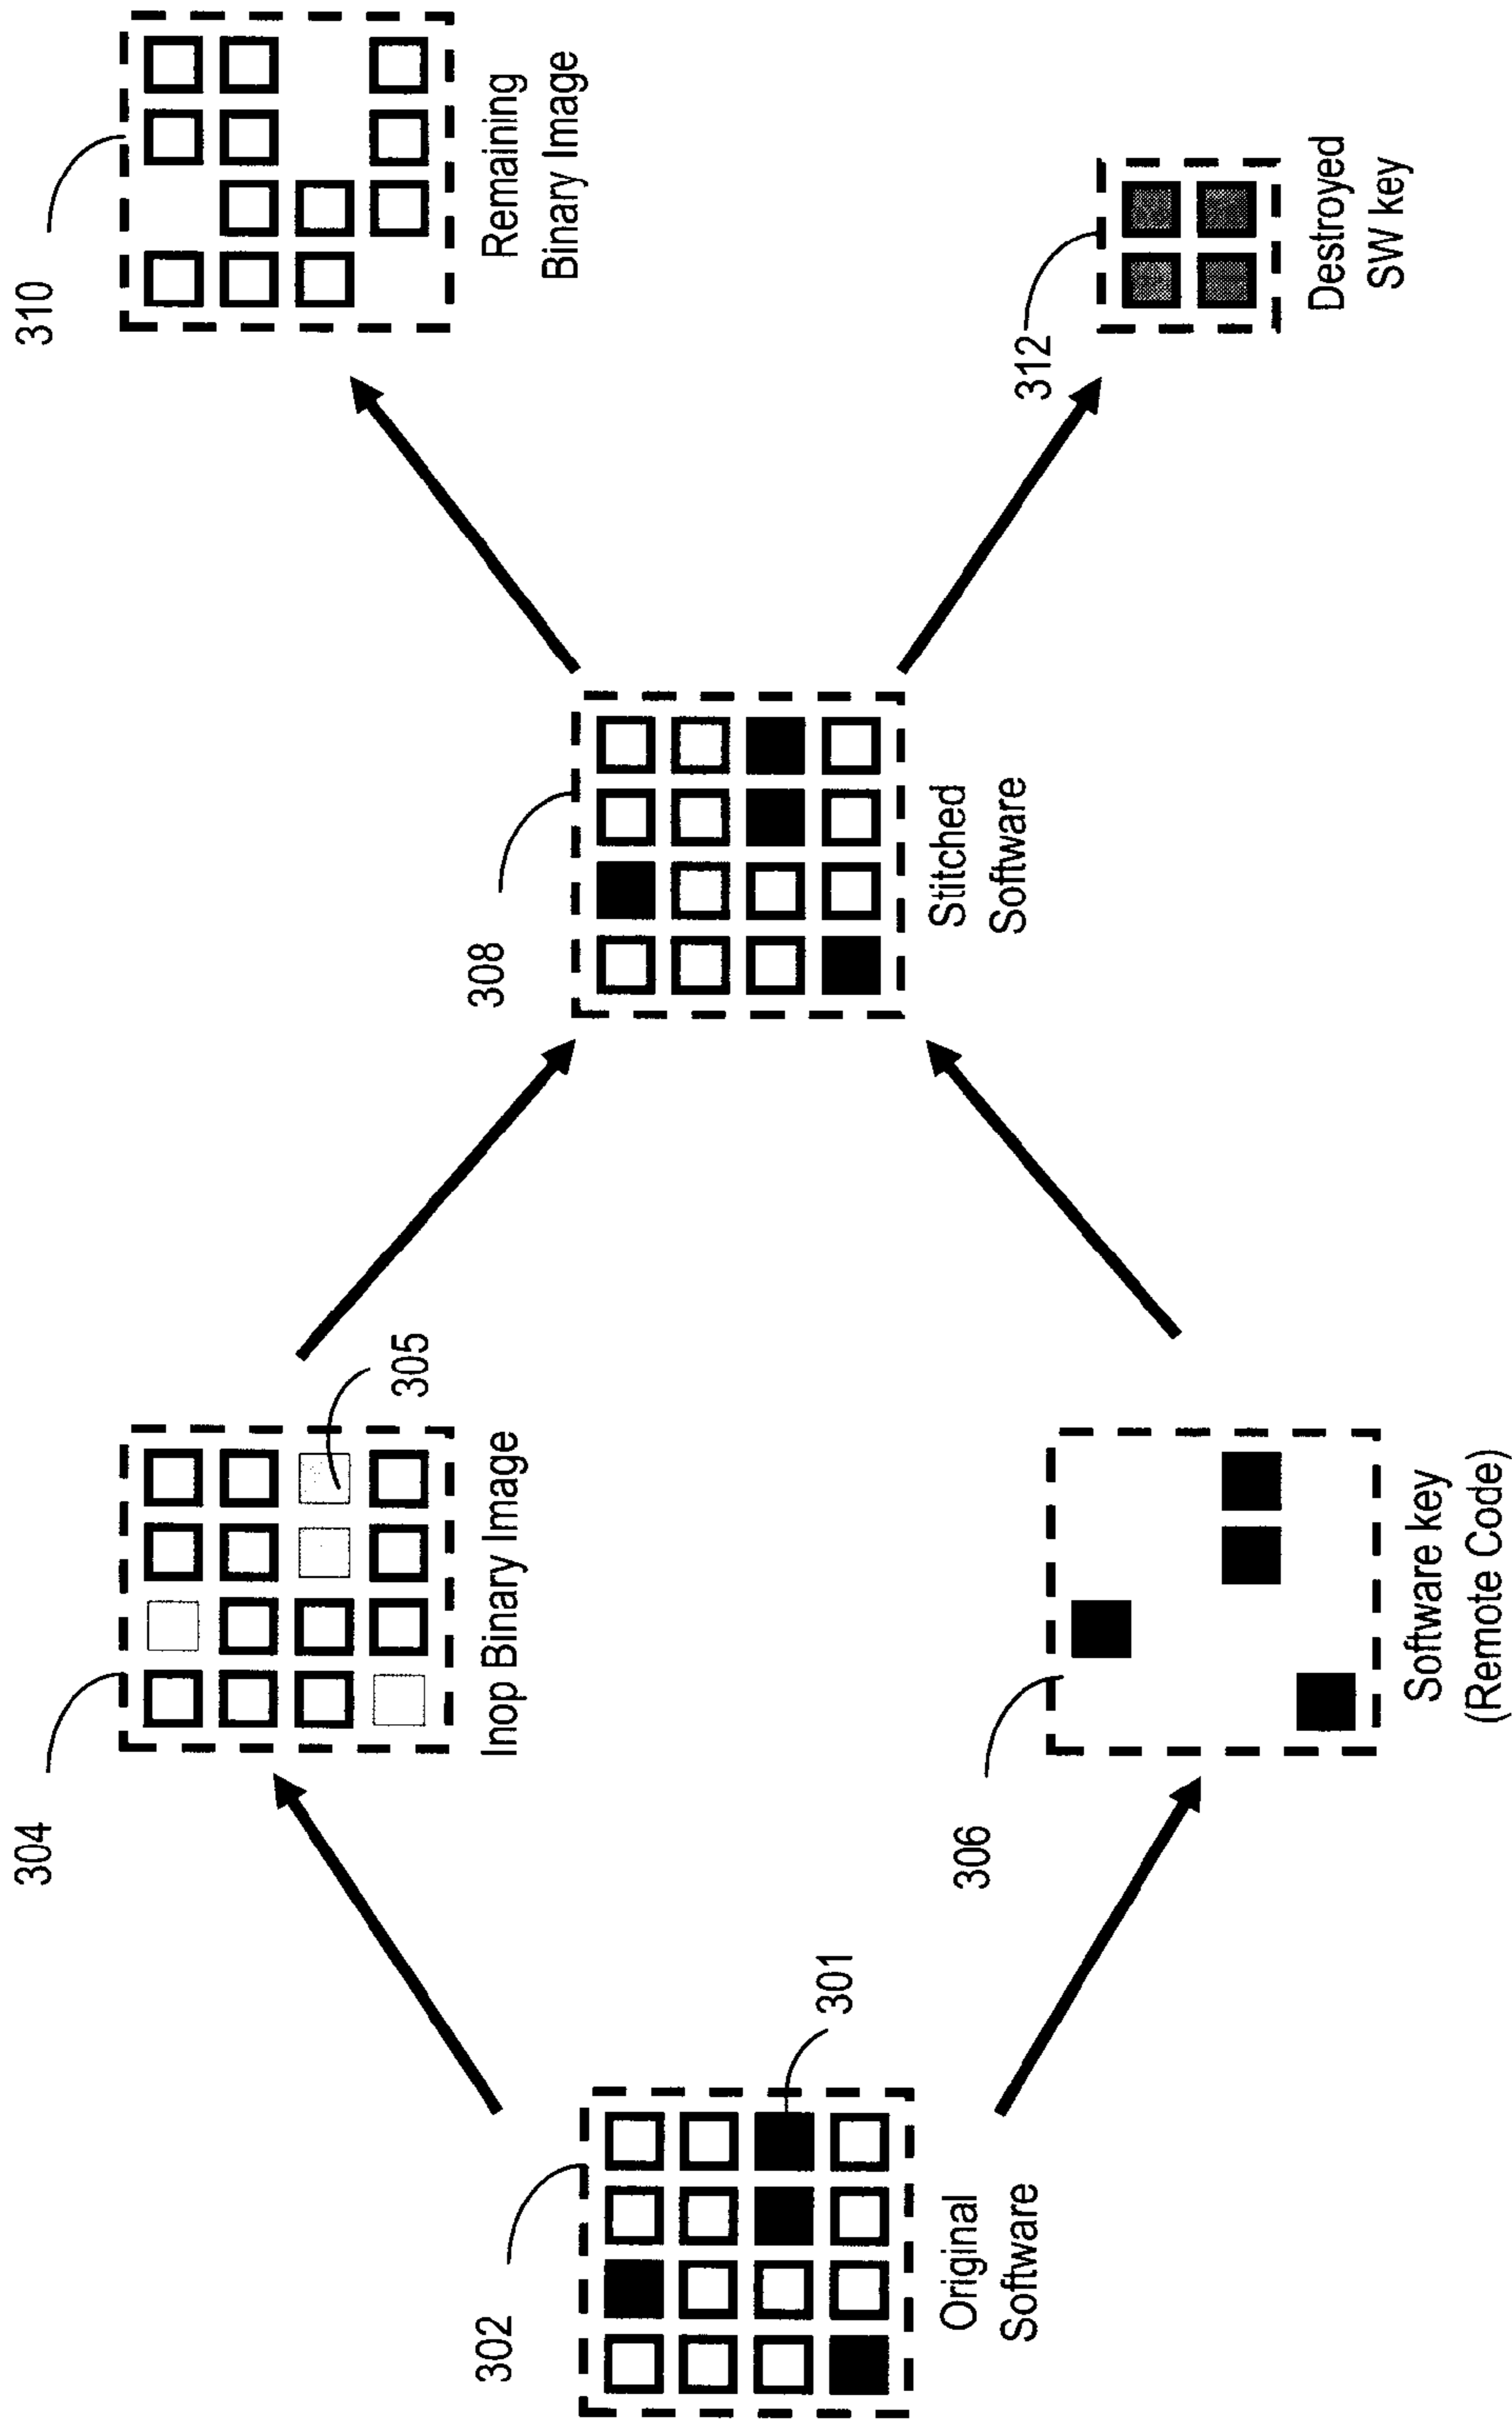 302
301
Original
Software
304
305
Inop Binary Image
306
Software key
(Remote Code)
308
Stitched
Software
310
Remaining
Binary Image
312
Destroyed
SW key